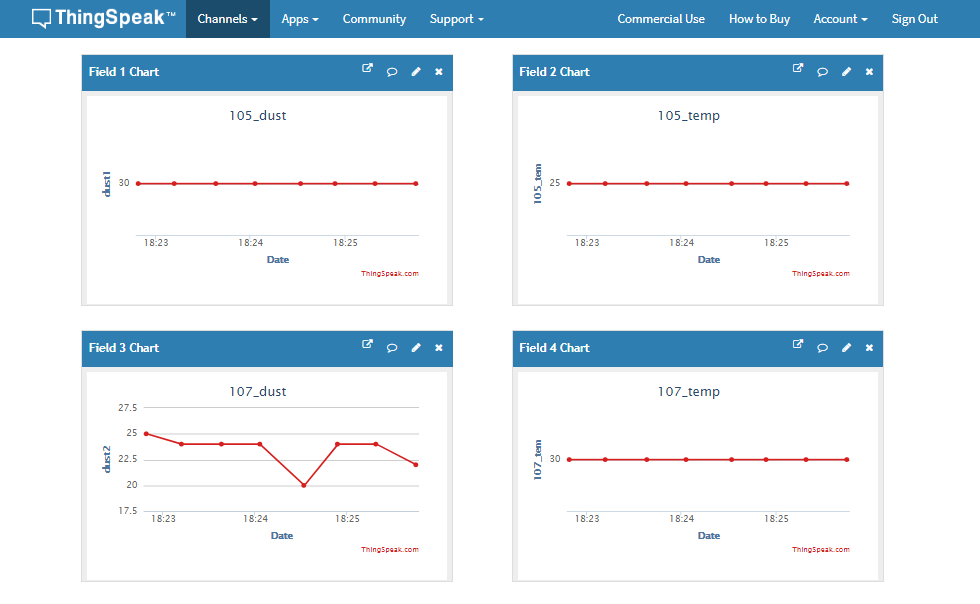 ThingSpeak™ Channels Apps Community Support Commercial Use How to Buy Account Sign Out
Field 1 Chart
105_dust
dust1
30
18:23 18:24 18:25
Date
ThingSpeak.com
Field 2 Chart
105_temp
105_tem
25
18:23 18:24 18:25
Date
ThingSpeak.com
Field 3 Chart
107_dust
dust2
27.5
25
22.5
20
17.5
18:23 18:24 18:25
Date
ThingSpeak.com
Field 4 Chart
107_temp
107_tem
30
18:23 18:24 18:25
Date
ThingSpeak.com